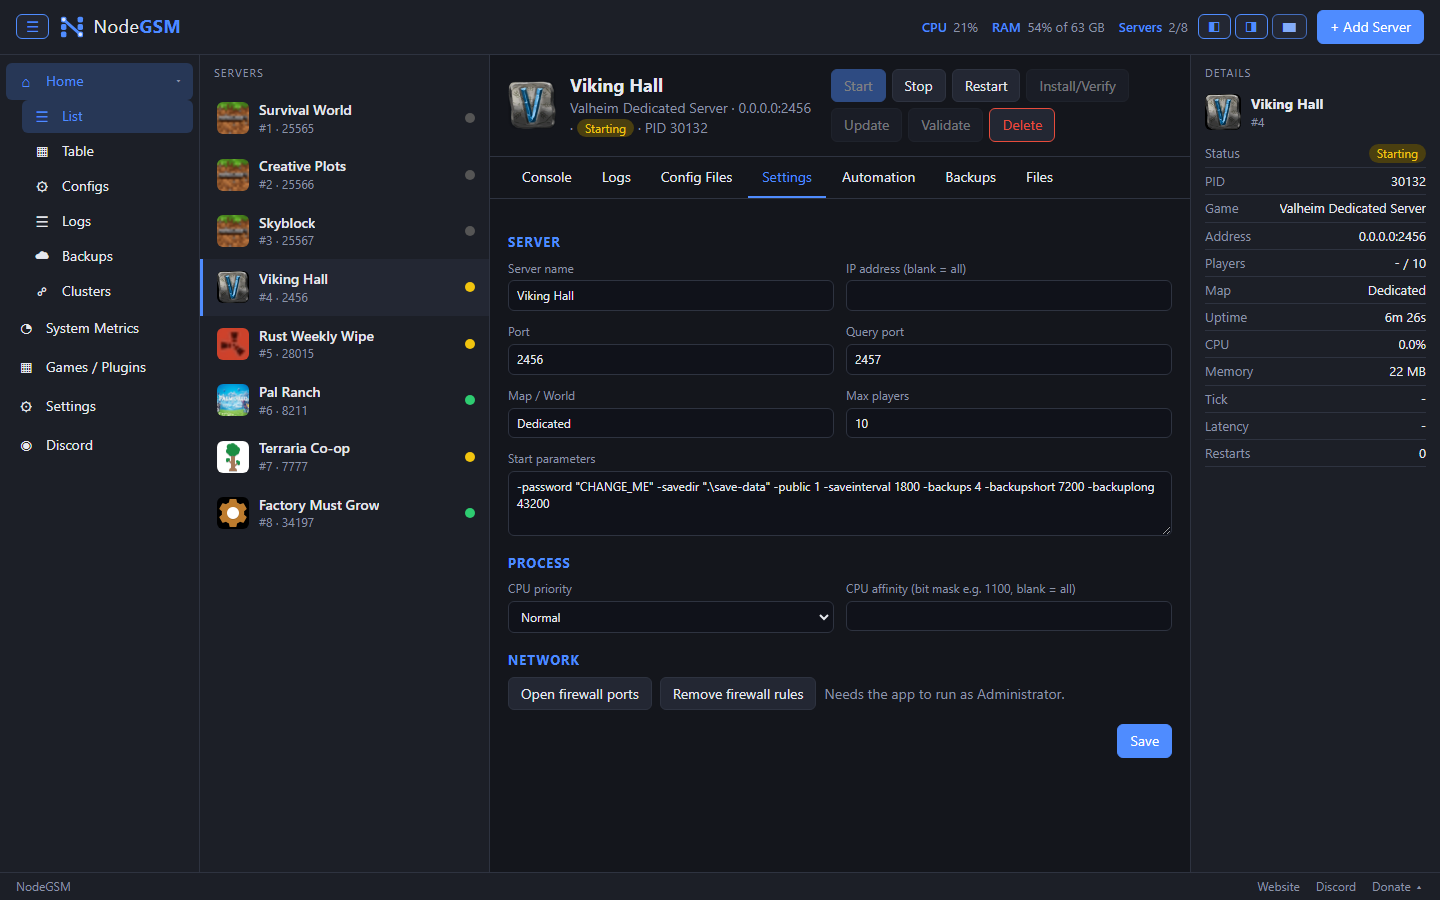 NodeGSM
CPU 21% RAM 54% of 63 GB Servers 2/8
+ Add Server
Home
List
Table
Configs
Logs
Backups
Clusters
System Metrics
Games / Plugins
Settings
Discord
SERVERS
Survival World
#1 · 25565
Creative Plots
#2 · 25566
Skyblock
#3 · 25567
Viking Hall
#4 · 2456
Rust Weekly Wipe
#5 · 28015
Pal Ranch
#6 · 8211
Terraria Co-op
#7 · 7777
Factory Must Grow
#8 · 34197
Viking Hall
Valheim Dedicated Server · 0.0.0.0:2456
· Starting · PID 30132
Start Stop Restart Install/Verify
Update Validate Delete
Console Logs Config Files Settings Automation Backups Files
SERVER
Server name
Viking Hall
IP address (blank = all)
Port
2456
Query port
2457
Map / World
Dedicated
Max players
10
Start parameters
-password "CHANGE_ME" -savedir ".\save-data" -public 1 -saveinterval 1800 -backups 4 -backupshort 7200 -backuplong
43200
PROCESS
CPU priority
Normal
CPU affinity (bit mask e.g. 1100, blank = all)
NETWORK
Open firewall ports Remove firewall rules Needs the app to run as Administrator.
Save
DETAILS
Viking Hall
#4
Status Starting
PID 30132
Game Valheim Dedicated Server
Address 0.0.0.0:2456
Players - / 10
Map Dedicated
Uptime 6m 26s
CPU 0.0%
Memory 22 MB
Tick -
Latency -
Restarts 0
NodeGSM
Website Discord Donate